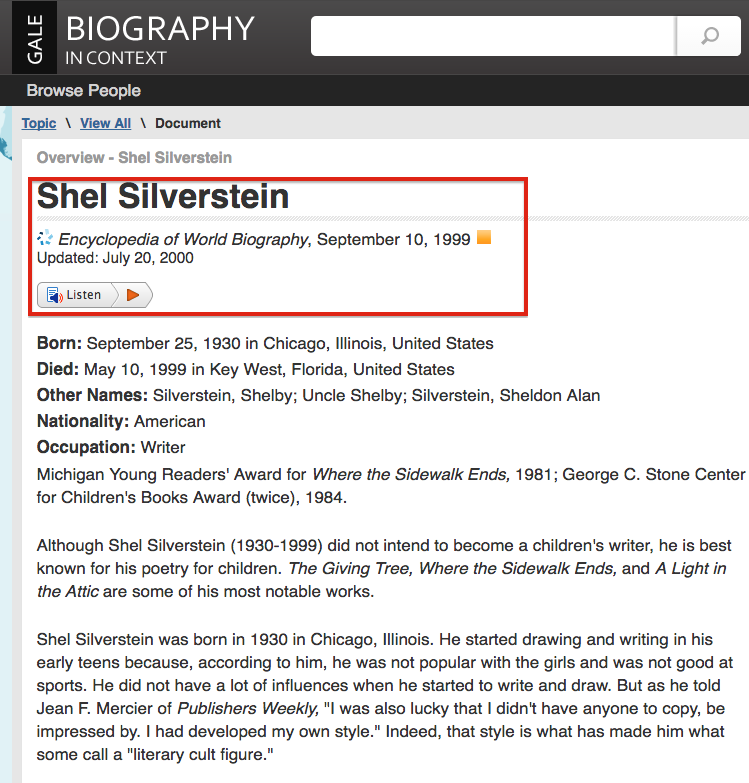 GALE
BIOGRAPHY
IN CONTEXT
Browse People
Topic \ View All \ Document
Overview - Shel Silverstein
Shel Silverstein
Encyclopedia of World Biography, September 10, 1999
Updated: July 20, 2000
Listen
Born: September 25, 1930 in Chicago, Illinois, United States
Died: May 10, 1999 in Key West, Florida, United States
Other Names: Silverstein, Shelby; Uncle Shelby; Silverstein, Sheldon Alan
Nationality: American
Occupation: Writer
Michigan Young Readers' Award for Where the Sidewalk Ends, 1981; George C. Stone Center
for Children's Books Award (twice), 1984.
Although Shel Silverstein (1930-1999) did not intend to become a children's writer, he is best
known for his poetry for children. The Giving Tree, Where the Sidewalk Ends, and A Light in
the Attic are some of his most notable works.
Shel Silverstein was born in 1930 in Chicago, Illinois. He started drawing and writing in his
early teens because, according to him, he was not popular with the girls and was not good at
sports. He did not have a lot of influences when he started to write and draw. But as he told
Jean F. Mercier of Publishers Weekly, "I was also lucky that I didn't have anyone to copy, be
impressed by. I had developed my own style." Indeed, that style is what has made him what
some call a "literary cult figure."